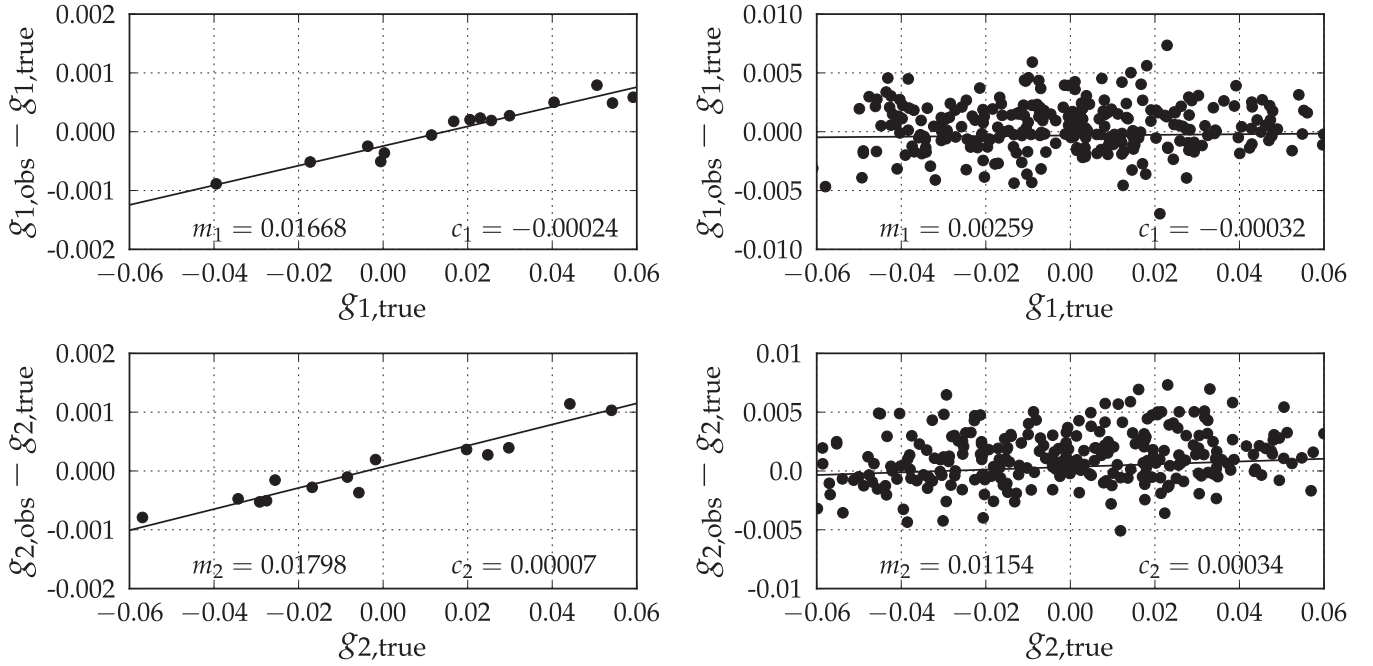 0.002
0.001
0.000
-0.001
-0.002
g1,obs − g1,true
m1 = 0.01668 c1 = −0.00024
−0.06 −0.04 −0.02 0.00 0.02 0.04 0.06
g1,true
0.010
0.005
0.000
-0.005
-0.010
g1,obs − g1,true
m1 = 0.00259 c1 = −0.00032
−0.06 −0.04 −0.02 0.00 0.02 0.04 0.06
g1,true
0.002
0.001
0.000
-0.001
-0.002
g2,obs − g2,true
m2 = 0.01798 c2 = 0.00007
−0.06 −0.04 −0.02 0.00 0.02 0.04 0.06
g2,true
0.01
0.005
0.0
-0.005
-0.01
g2,obs − g2,true
m2 = 0.01154 c2 = 0.00034
−0.06 −0.04 −0.02 0.00 0.02 0.04 0.06
g2,true